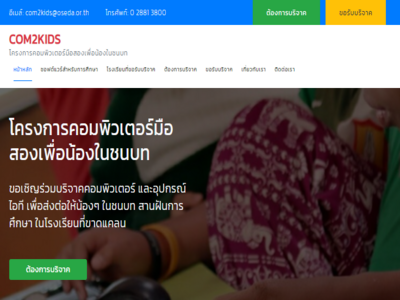 อีเมล์: com2kids@oseda.or.th โทรศัพท์: 0 2881 3800 ต้องการบริจาค ขอรับบริจาค
COM2KIDS
โครงการคอมพิวเตอร์มือสองเพื่อน้องในชนบท
หน้าหลัก ซอฟต์แวร์สำหรับการศึกษา โรงเรียนที่ขอรับบริจาค ต้องการบริจาค ขอรับบริจาค เกี่ยวกับเรา ติดต่อเรา
โครงการคอมพิวเตอร์มือ
สองเพื่อน้องในชนบท
ขอเชิญร่วมบริจาคคอมพิวเตอร์ และอุปกรณ์
ไอที เพื่อส่งต่อให้น้องๆ ในชนบท สานฝันการ
ศึกษา ในโรงเรียนที่ขาดแคลน
ต้องการบริจาค